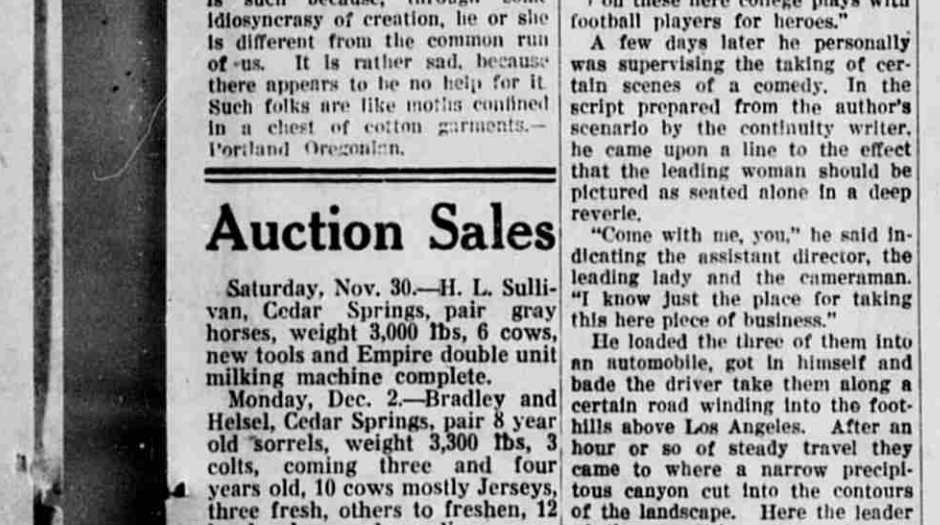 is such because, through some
idiosyncrasy of creation, he or she
is different from the common run
of us. It is rather sad, because
there appears to be no help for it
Such folks are like moths confined
in a chest of cotton garments.—
Portland Oregonian.
Auction Sales
Saturday, Nov. 30.—H. L. Sulli-
van, Cedar Springs, pair gray
horses, weight 3,000 lbs, 6 cows,
new tools and Empire double unit
milking machine complete.
Monday, Dec. 2.—Bradley and
Helsel, Cedar Springs, pair 8 year
old sorrels, weight 3,300 lbs, 3
colts, coming three and four
years old, 10 cows mostly Jerseys,
three fresh, others to freshen, 12
on these here college plays with
football players for heroes."
A few days later he personally
was supervising the taking of cer-
tain scenes of a comedy. In the
script prepared from the author's
scenario by the continuity writer,
he came upon a line to the effect
that the leading woman should be
pictured as seated alone in a deep
reverie.
"Come with me, you," he said in-
dicating the assistant director, the
leading lady and the cameraman.
"I know just the place for taking
this here piece of business."
He loaded the three of them into
an automobile, got in himself and
bade the driver take them along a
certain road winding into the foot-
hills above Los Angeles. After an
hour or so of steady travel they
came to where a narrow precipi-
tous canyon cut into the contours
of the landscape. Here the leader